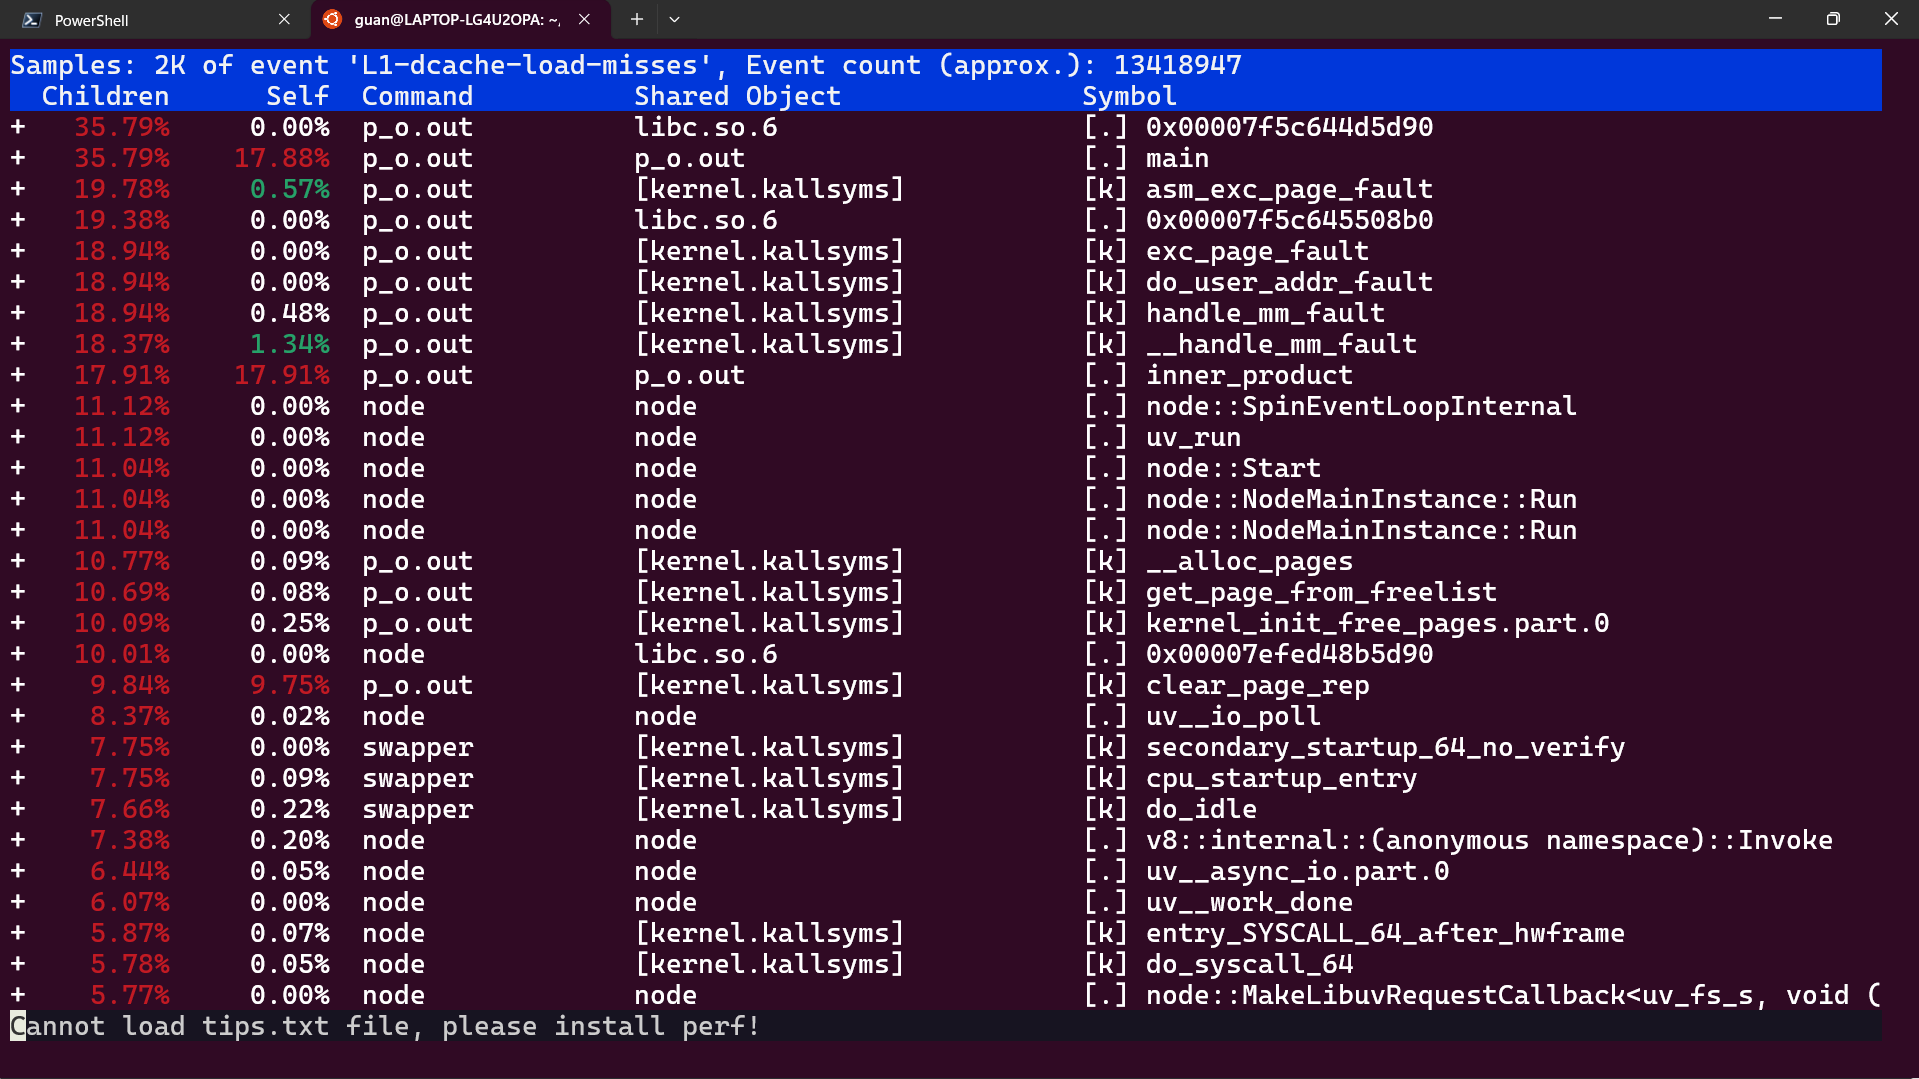 PowerShell
guan@LAPTOP-LG4U2OPA: ~,
Samples: 2K of event 'L1-dcache-load-misses', Event count (approx.): 13418947
Children Self Command Shared Object Symbol
+ 35.79% 0.00% p_o.out libc.so.6 [.] 0x00007f5c644d5d90
+ 35.79% 17.88% p_o.out p_o.out [.] main
+ 19.78% 0.57% p_o.out [kernel.kallsyms] [k] asm_exc_page_fault
+ 19.38% 0.00% p_o.out libc.so.6 [.] 0x00007f5c645508b0
+ 18.94% 0.00% p_o.out [kernel.kallsyms] [k] exc_page_fault
+ 18.94% 0.00% p_o.out [kernel.kallsyms] [k] do_user_addr_fault
+ 18.94% 0.48% p_o.out [kernel.kallsyms] [k] handle_mm_fault
+ 18.37% 1.34% p_o.out [kernel.kallsyms] [k] __handle_mm_fault
+ 17.91% 17.91% p_o.out p_o.out [.] inner_product
+ 11.12% 0.00% node node [.] node::SpinEventLoopInternal
+ 11.12% 0.00% node node [.] uv_run
+ 11.04% 0.00% node node [.] node::Start
+ 11.04% 0.00% node node [.] node::NodeMainInstance::Run
+ 11.04% 0.00% node node [.] node::NodeMainInstance::Run
+ 10.77% 0.09% p_o.out [kernel.kallsyms] [k] __alloc_pages
+ 10.69% 0.08% p_o.out [kernel.kallsyms] [k] get_page_from_freelist
+ 10.09% 0.25% p_o.out [kernel.kallsyms] [k] kernel_init_free_pages.part.0
+ 10.01% 0.00% node libc.so.6 [.] 0x00007efed48b5d90
+ 9.84% 9.75% p_o.out [kernel.kallsyms] [k] clear_page_rep
+ 8.37% 0.02% node node [.] uv__io_poll
+ 7.75% 0.00% swapper [kernel.kallsyms] [k] secondary_startup_64_no_verify
+ 7.75% 0.09% swapper [kernel.kallsyms] [k] cpu_startup_entry
+ 7.66% 0.22% swapper [kernel.kallsyms] [k] do_idle
+ 7.38% 0.20% node node [.] v8::internal::(anonymous namespace)::Invoke
+ 6.44% 0.05% node node [.] uv__async_io.part.0
+ 6.07% 0.00% node node [.] uv__work_done
+ 5.87% 0.07% node [kernel.kallsyms] [k] entry_SYSCALL_64_after_hwframe
+ 5.78% 0.05% node [kernel.kallsyms] [k] do_syscall_64
+ 5.77% 0.00% node node [.] node::MakeLibuvRequestCallback<uv_fs_s, void (
Cannot load tips.txt file, please install perf!